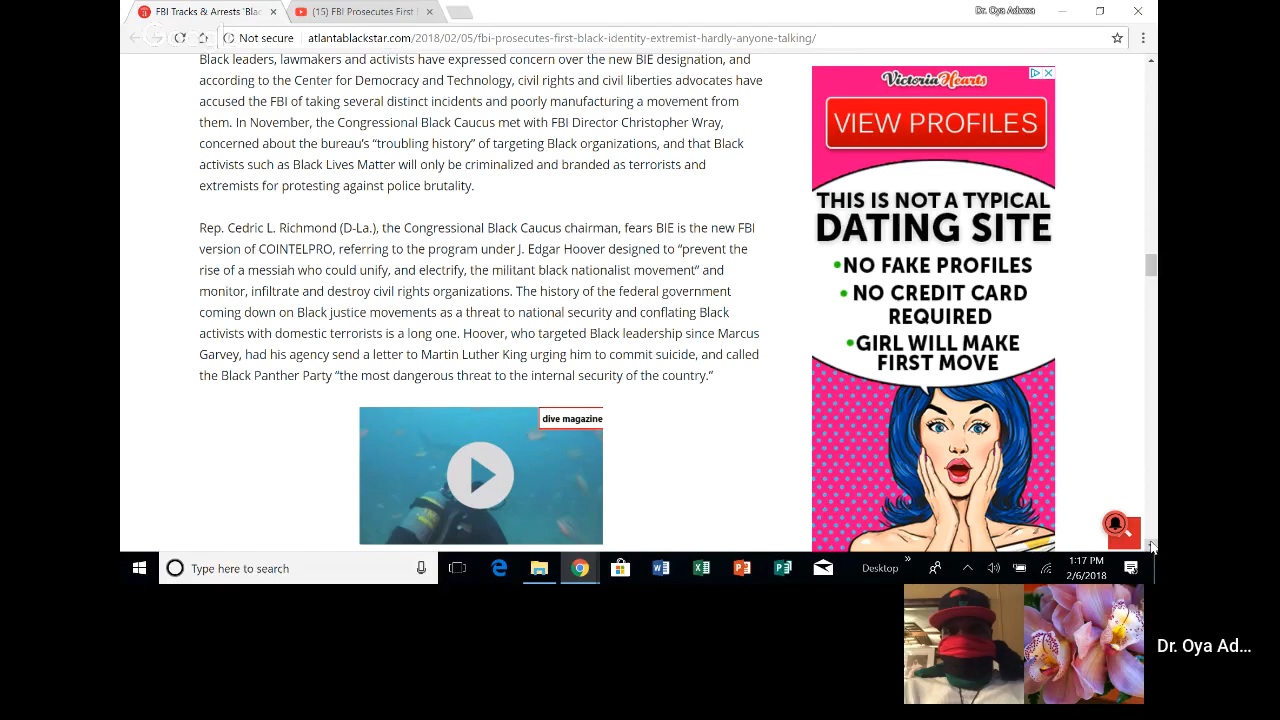 FBI Tracks & Arrests 'Blac
(15) FBI Prosecutes First
Dr. Oya Advoxa
Not secure
atlantablackstar.com/2018/02/05/fbi-prosecutes-first-black-identity-extremist-hardly-anyone-talking/
Black leaders, lawmakers and activists have expressed concern over the new BIE designation, and
according to the Center on Democracy and Technology, civil rights and civil liberties advocates have
accused the FBI of taking several distinct incidents and poorly manufacturing a movement from
them. In November, the Congressional Black Caucus met with FBI Director Christopher Wray,
concerned about the bureau's “troubling history” of targeting Black organizations, and that Black
activists such as Black Lives Matter will only be criminalized and branded as terrorists and
extremists for protesting against police brutality.
Rep. Cedric L. Richmond (D-La.), the Congressional Black Caucus chairman, fears BIE is the new FBI
version of COINTELPRO, referring to the program under J. Edgar Hoover designed to “prevent the
rise of a messiah who could unify, and electrify, the militant black nationalist movement” and
monitor, infiltrate and destroy civil rights organizations. The history of the federal government
coming down on Black justice movements as a threat to national security and conflating Black
activists with domestic terrorists is a long one. Hoover, who targeted Black leadership since Marcus
Garvey, had his agency send a letter to Martin Luther King urging him to commit suicide, and called
the Black Panther Party “the most dangerous threat to the internal security of the country.”
dive magazine
Victoria Hearts
VIEW PROFILES
THIS IS NOT A TYPICAL
DATING SITE
•NO FAKE PROFILES
• NO CREDIT CARD
REQUIRED
•GIRL WILL MAKE
FIRST MOVE
Type here to search
Desktop
1:17 PM
2/6/2018
Dr. Oya Ad...